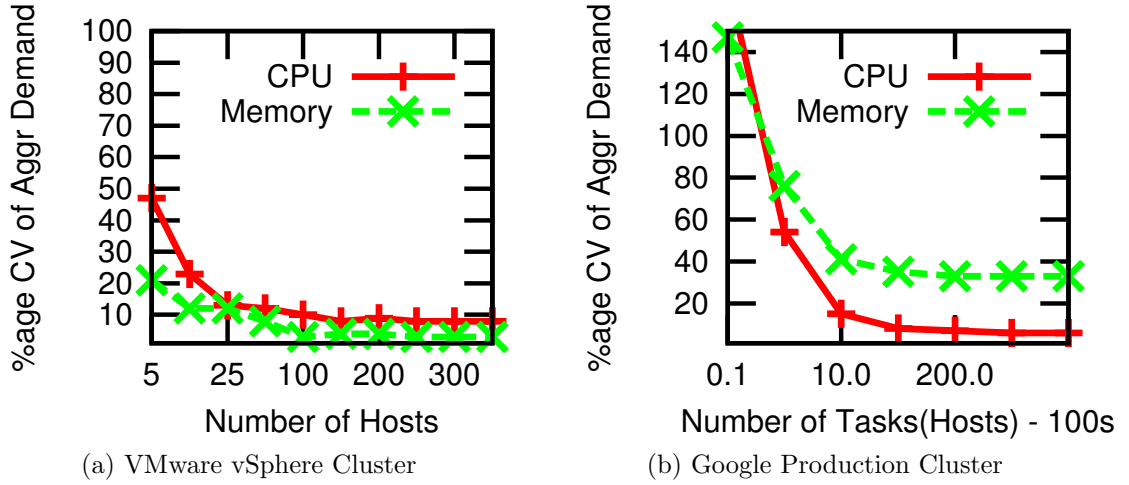 %age CV of Aggr Demand
100
90
80
70
60
50
40
30
20
10
CPU
Memory
5 25 100 200 300
Number of Hosts
(a) VMware vSphere Cluster
%age CV of Aggr Demand
140
120
100
80
60
40
20
CPU
Memory
0.1 10.0 200.0
Number of Tasks(Hosts) - 100s
(b) Google Production Cluster